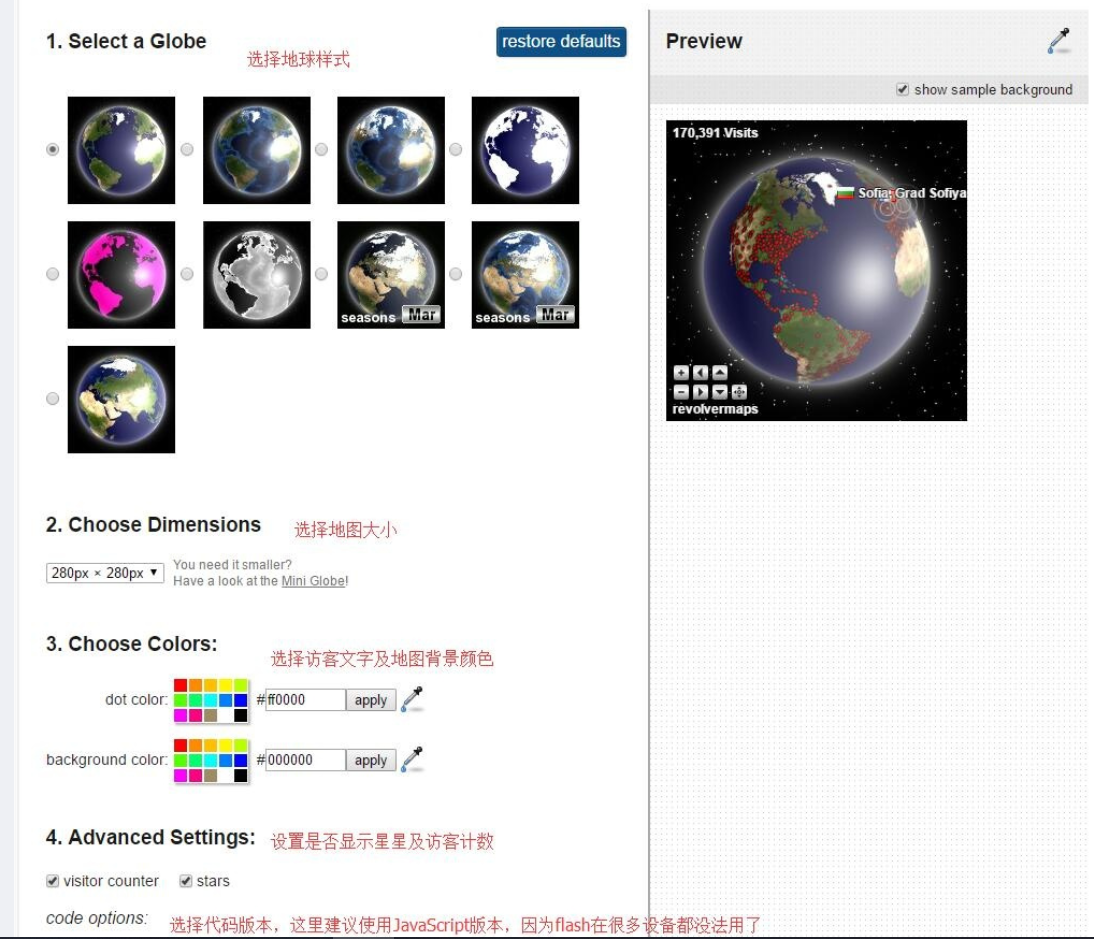 1. Select a Globe
选择地球样式
restore defaults
seasons Mar
seasons Mar
2. Choose Dimensions
选择地图大小
280px × 280px
You need it smaller?
Have a look at the Mini Globe!
3. Choose Colors:
选择访客文字及地图背景颜色
dot color: #ff0000 apply
background color: #000000 apply
4. Advanced Settings:
设置是否显示星星及访客计数
visitor counter stars
code options:
选择代码版本，这里建议使用JavaScript版本，因为flash在很多设备都没法用了
Preview
show sample background
170,391 Visits
Sofia, Grad Sofiya
revolvermaps